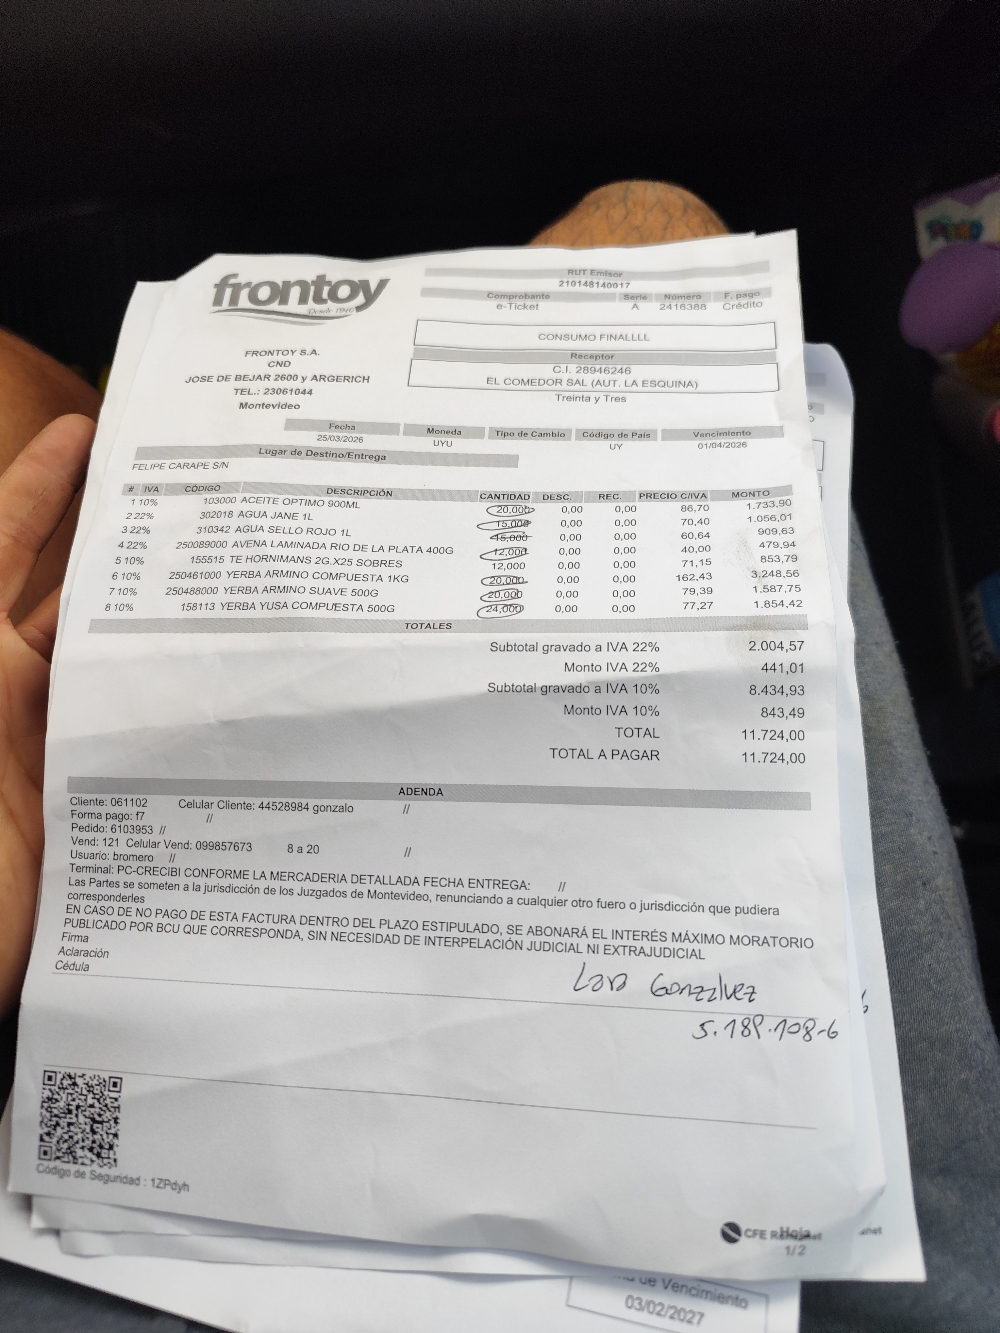 frontoy
Desde 1940
RUT Emisor
210148140017
Comprobante Serie Número F. pago
e-Ticket A 2416388 Crédito
CONSUMO FINALLLL
Receptor
C.I. 28946246
EL COMEDOR SAL (AUT. LA ESQUINA)
Treinta y Tres
FRONTOY S.A.
CND
JOSE DE BEJAR 2600 y ARGERICH
TEL.: 23061044
Montevideo
Fecha Moneda Tipo de Cambio Código de País Vencimiento
25/03/2026 UYU UY 01/04/2026
Lugar de Destino/Entrega
FELIPE CARAPE S/N
# IVA CÓDIGO DESCRIPCIÓN CANTIDAD DESC. REC. PRECIO C/IVA MONTO
1 10% 103000 ACEITE OPTIMO 900ML 20,000 0,00 0,00 86,70 1.733,90
2 22% 302018 AGUA JANE 1L 15,000 0,00 0,00 70,40 1.056,01
3 22% 310342 AGUA SELLO ROJO 1L 15,000 0,00 0,00 60,64 909,63
4 22% 250089000 AVENA LAMINADA RIO DE LA PLATA 400G 12,000 0,00 0,00 40,00 479,94
5 10% 155515 TE HORNIMANS 2G.X25 SOBRES 12,000 0,00 0,00 71,15 853,79
6 10% 250461000 YERBA ARMINO COMPUESTA 1KG 20,000 0,00 0,00 162,43 3.248,56
7 10% 250488000 YERBA ARMINO SUAVE 500G 20,000 0,00 0,00 79,39 1.587,75
8 10% 158113 YERBA YUSA COMPUESTA 500G 24,000 0,00 0,00 77,27 1.854,42
TOTALES
Subtotal gravado a IVA 22% 2.004,57
Monto IVA 22% 441,01
Subtotal gravado a IVA 10% 8.434,93
Monto IVA 10% 843,49
TOTAL 11.724,00
TOTAL A PAGAR 11.724,00
ADENDA
Cliente: 061102 Celular Cliente: 44528984 gonzalo //
Forma pago: f7 //
Pedido: 6103953 //
Vend: 121 Celular Vend: 099857673 8 a 20 //
Usuario: bromero //
Terminal: PC-CRECIBI CONFORME LA MERCADERIA DETALLADA FECHA ENTREGA: //
Las Partes se someten a la jurisdicción de los Juzgados de Montevideo, renunciando a cualquier otro fuero o jurisdicción que pudiera
corresponderles
EN CASO DE NO PAGO DE ESTA FACTURA DENTRO DEL PLAZO ESTIPULADO, SE ABONARÁ EL INTERÉS MÁXIMO MORATORIO
PUBLICADO POR BCU QUE CORRESPONDA, SIN NECESIDAD DE INTERPELACIÓN JUDICIAL NI EXTRAJUDICIAL
Firma
Aclaración
Cédula
Gonzalvez
5.189.108-6
Código de Seguridad : 1ZPdyh
CFE
Hoja
1/2
de Vencimiento
03/02/2027